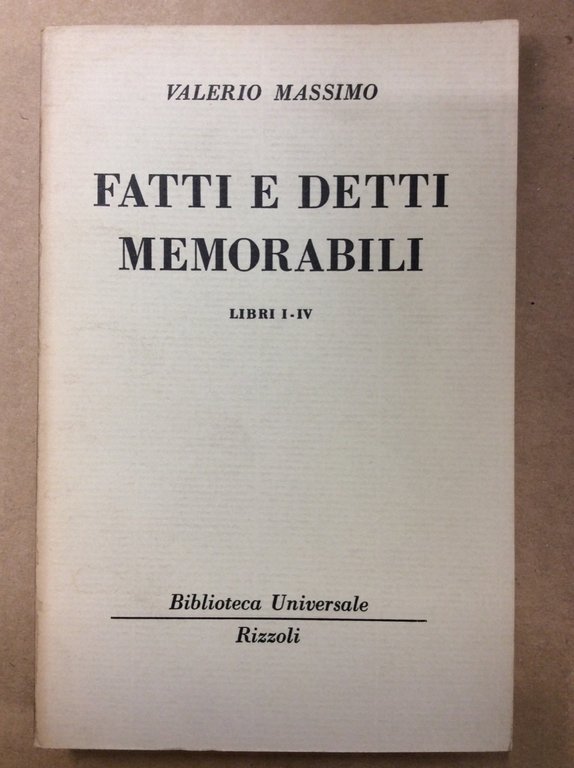 VALERIO MASSIMO
FATTI E DETTI
MEMORABILI
LIBRI I-IV
Biblioteca Universale
Rizzoli